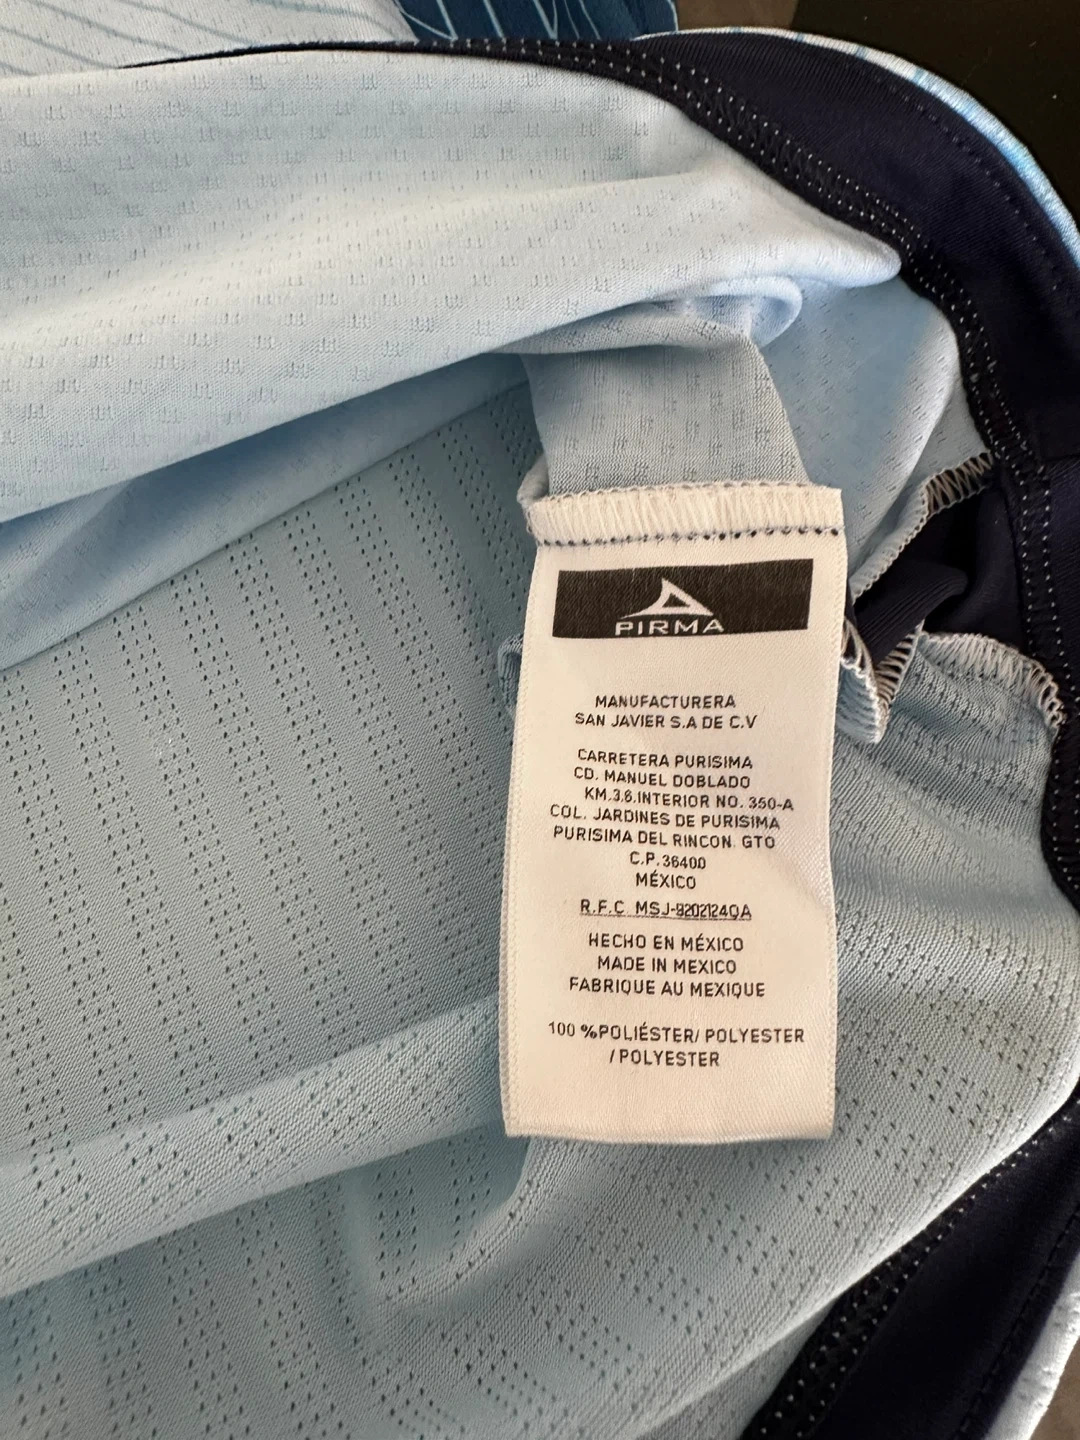 PIRMA
MANUFACTURERA
SAN JAVIER S.A DE C.V
CARRETERA PURISIMA
CD. MANUEL DOBLADO
KM.3.6.INTERIOR NO. 350-A
COL. JARDINES DE PURISIMA
PURISIMA DEL RINCON. GTO
C.P.36400
MÉXICO
R.F.C. MSJ-9202124QA
HECHO EN MÉXICO
MADE IN MEXICO
FABRIQUE AU MEXIQUE
100 %POLIÉSTER/ POLYESTER
/POLYESTER